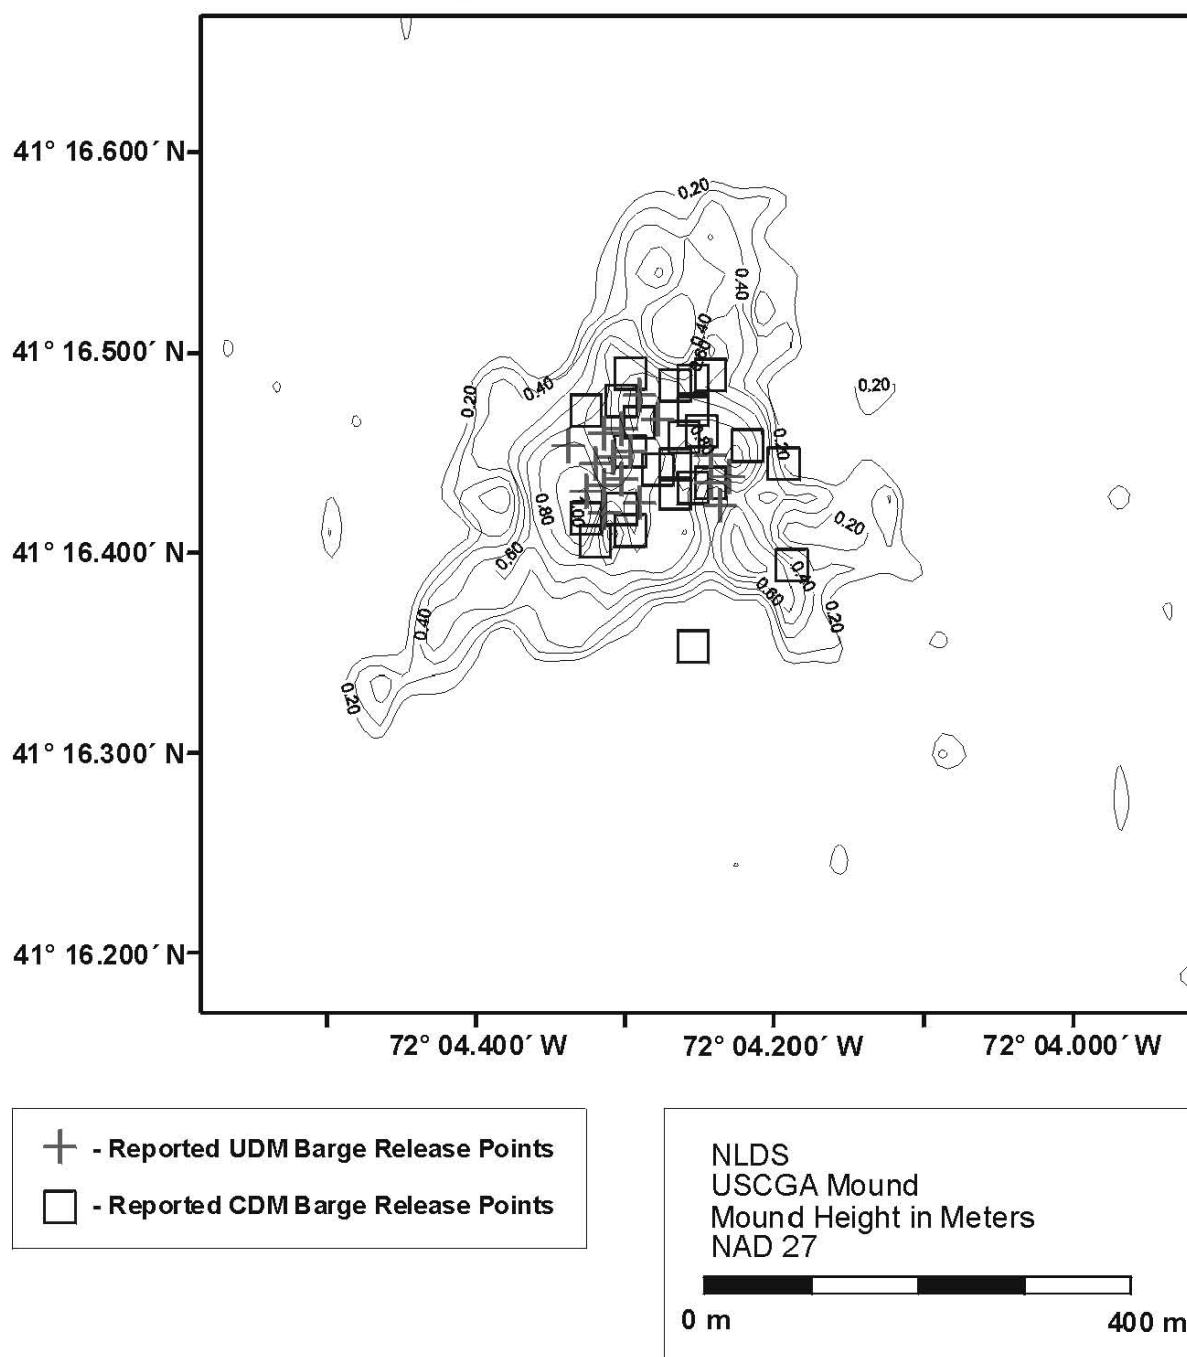 41° 16.600´ N
0.20
0.40
0.40
41° 16.500´ N
0.60
0.40
0.20
0.20
0.20
0.80
0.80
1.00
0.20
41° 16.400´ N
0.60
0.40
0.60
0.40
0.20
0.20
41° 16.300´ N
41° 16.200´ N
72° 04.400´ W
72° 04.200´ W
72° 04.000´ W
- Reported UDM Barge Release Points
- Reported CDM Barge Release Points
NLDS
USCGA Mound
Mound Height in Meters
NAD 27
0 m
400 m